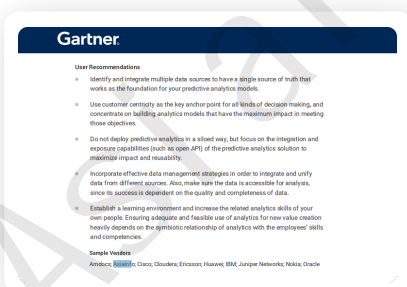 Gartner
User Recommendations
Identify and integrate multiple data sources to have a single source of truth that
works as the foundation for your predictive analytics models.
Use customer centricity as the key anchor point for all kinds of decision making, and
concentrate on building analytics models that have the maximum impact in meeting
those objectives.
Do not deploy predictive analytics in a siloed way, but focus on the integration and
exposure capabilities (such as open API) of the predictive analytics solution to
maximize impact and reusability.
Incorporate effective data management strategies in order to integrate and unify
data from different sources. Also, make sure the data is accessible for analysis,
since its success is dependent on the quality and completeness of data.
Establish a learning environment and increase the related analytics skills of your
own people. Ensuring adequate and feasible use of analytics for new value creation
heavily depends on the symbiotic relationship of analytics with the employees' skills
and competencies.
Sample Vendors
Amdocs; AsiaInfo; Cisco; Cloudera; Ericsson; Huawei; IBM; Juniper Networks; Nokia; Oracle